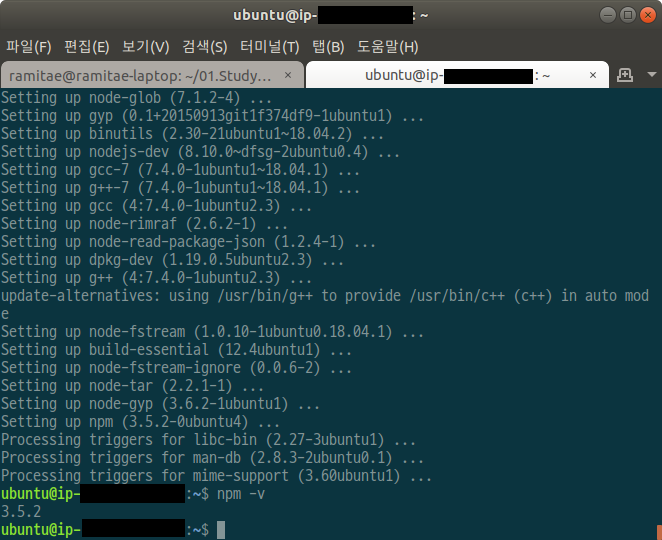 ubuntu@ip- : ~
파일(F) 편집(E) 보기(V) 검색(S) 터미널(T) 탭(B) 도움말(H)
ramitae@ramitae-laptop: ~/01.Study… × ubuntu@ip- : ~ ×
Setting up node-glob (7.1.2-4) ...
Setting up gyp (0.1+20150913git1f374df9-1ubuntu1) ...
Setting up binutils (2.30-21ubuntu1~18.04.2) ...
Setting up nodejs-dev (8.10.0~dfsg-2ubuntu0.4) ...
Setting up gcc-7 (7.4.0-1ubuntu1~18.04.1) ...
Setting up g++-7 (7.4.0-1ubuntu1~18.04.1) ...
Setting up gcc (4:7.4.0-1ubuntu2.3) ...
Setting up node-rimraf (2.6.2-1) ...
Setting up node-read-package-json (1.2.4-1) ...
Setting up dpkg-dev (1.19.0.5ubuntu2.3) ...
Setting up g++ (4:7.4.0-1ubuntu2.3) ...
update-alternatives: using /usr/bin/g++ to provide /usr/bin/c++ (c++) in auto mod
e
Setting up node-fstream (1.0.10-1ubuntu0.18.04.1) ...
Setting up build-essential (12.4ubuntu1) ...
Setting up node-fstream-ignore (0.0.6-2) ...
Setting up node-tar (2.2.1-1) ...
Setting up node-gyp (3.6.2-1ubuntu1) ...
Setting up npm (3.5.2-0ubuntu4) ...
Processing triggers for libc-bin (2.27-3ubuntu1) ...
Processing triggers for man-db (2.8.3-2ubuntu0.1) ...
Processing triggers for mime-support (3.60ubuntu1) ...
ubuntu@ip- :~$ npm -v
3.5.2
ubuntu@ip- :~$